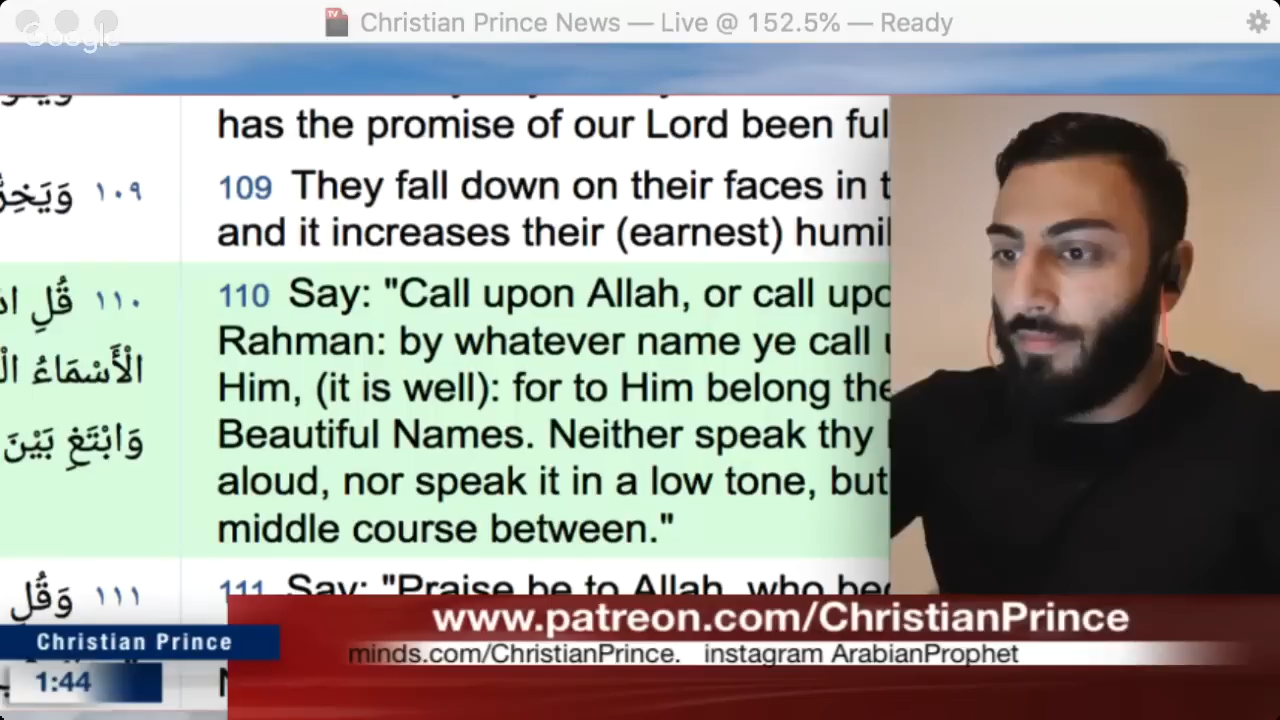 Christian Prince News — Live @ 152.5% — Ready
Google
has the promise of our Lord been ful
١٠٩ وَيَخِرُّ
109 They fall down on their faces in t
and it increases their (earnest) humil
١١٠ قُلِ
110 Say: "Call upon Allah, or call upo
Rahman: by whatever name ye call
الْأَسْمَاءُ
Him, (it is well): for to Him belong the
وَابْتَغِ بَيْنَ
Beautiful Names. Neither speak thy
aloud, nor speak it in a low tone, but
middle course between."
١١١ وَقُلِ
111 Say: "Praise be to Allah, who beg
www.patreon.com/ChristianPrince
Christian Prince
minds.com/ChristianPrince. instagram ArabianProphet
1:44